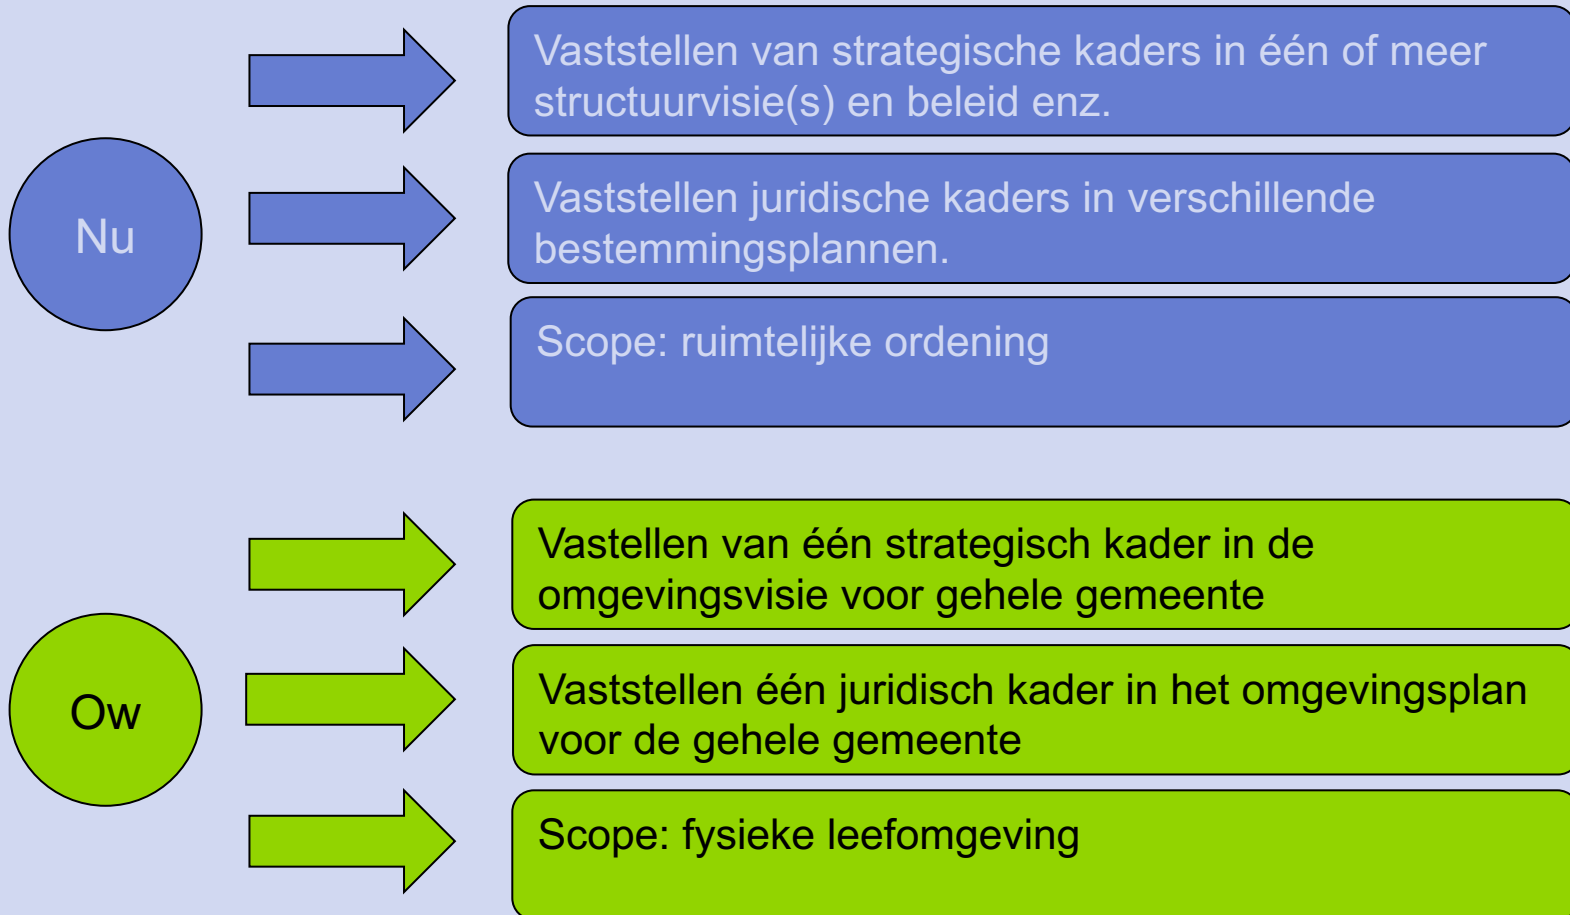 Nu
Vaststellen van strategische kaders in één of meer
structuurvisie(s) en beleid enz.
Vaststellen juridische kaders in verschillende
bestemmingsplannen.
Scope: ruimtelijke ordening
Ow
Vastellen van één strategisch kader in de
omgevingsvisie voor gehele gemeente
Vaststellen één juridisch kader in het omgevingsplan
voor de gehele gemeente
Scope: fysieke leefomgeving